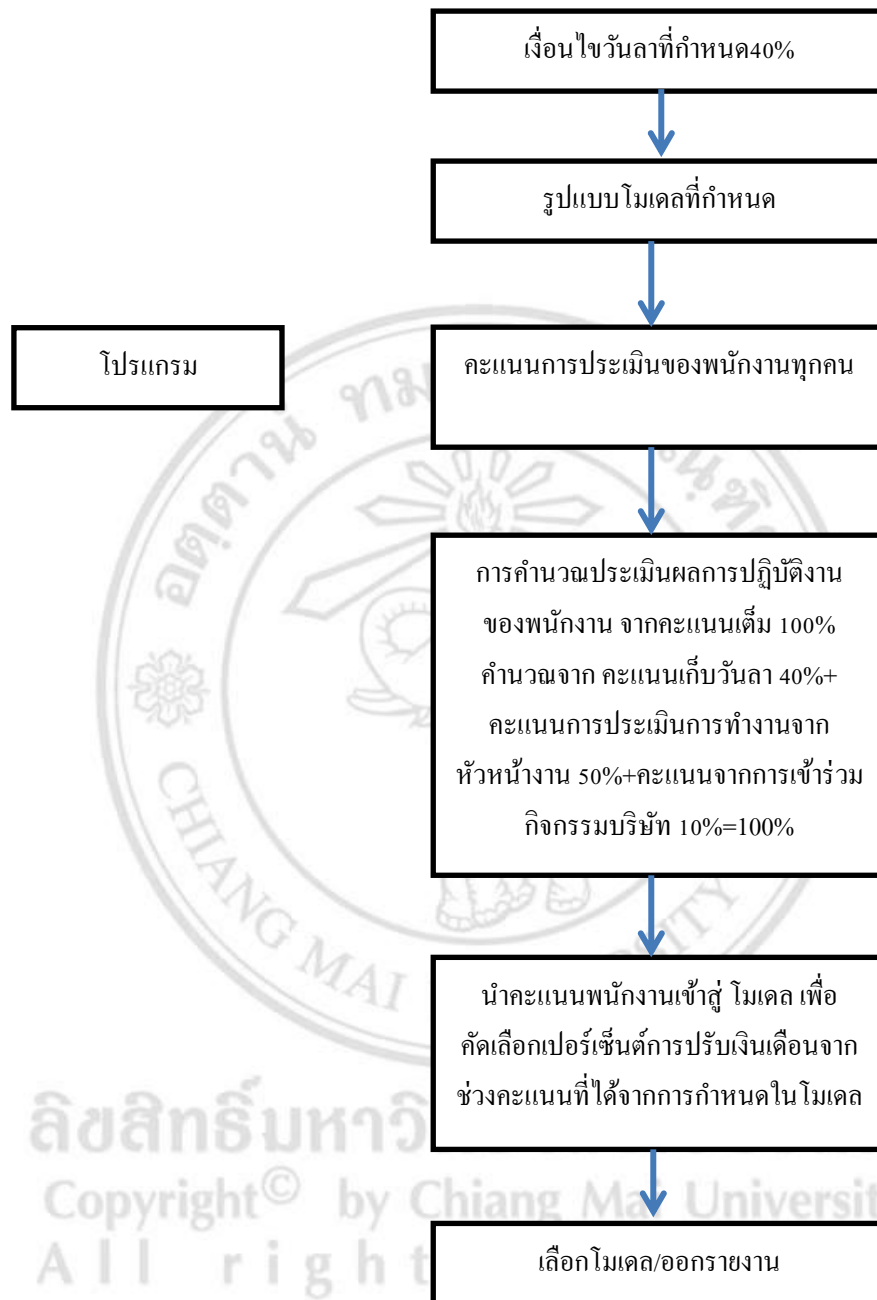 เงื่อนไขวันลาที่กำหนด40%
รูปแบบโมเดลที่กำหนด
โปรแกรม
คะแนนการประเมินของพนักงานทุกคน
การคำนวณประเมินผลการปฏิบัติงาน
ของพนักงาน จากคะแนนเต็ม 100%
คำนวณจาก คะแนนเก็บวันลา 40%+
คะแนนการประเมินการทำงานจาก
หัวหน้างาน 50%+คะแนนจากการเข้าร่วม
กิจกรรมบริษัท 10%=100%
นำคะแนนพนักงานเข้าสู่ โมเดล เพื่อ
คัดเลือกเปอร์เซ็นต์การปรับเงินเดือนจาก
ช่วงคะแนนที่ได้จากการกำหนดในโมเดล
เลือกโมเดล/ออกรายงาน
อตฺตาน ทม
CHIANG MAI
ลิขสิทธิ์มหาวิ
Copyright© by Chiang Mai Universit
All right